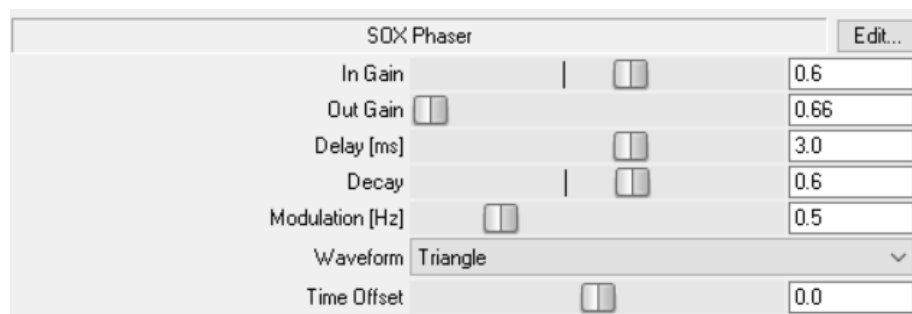 SOX Phaser Edit...
In Gain 0.6
Out Gain 0.66
Delay [ms] 3.0
Decay 0.6
Modulation [Hz] 0.5
Waveform Triangle
Time Offset 0.0